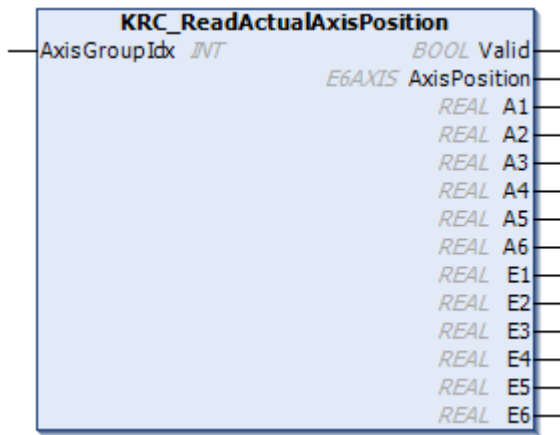 KRC_ReadActualAxisPosition
AxisGroupIdx INT BOOL Valid
E6AXIS AxisPosition
REAL A1
REAL A2
REAL A3
REAL A4
REAL A5
REAL A6
REAL E1
REAL E2
REAL E3
REAL E4
REAL E5
REAL E6